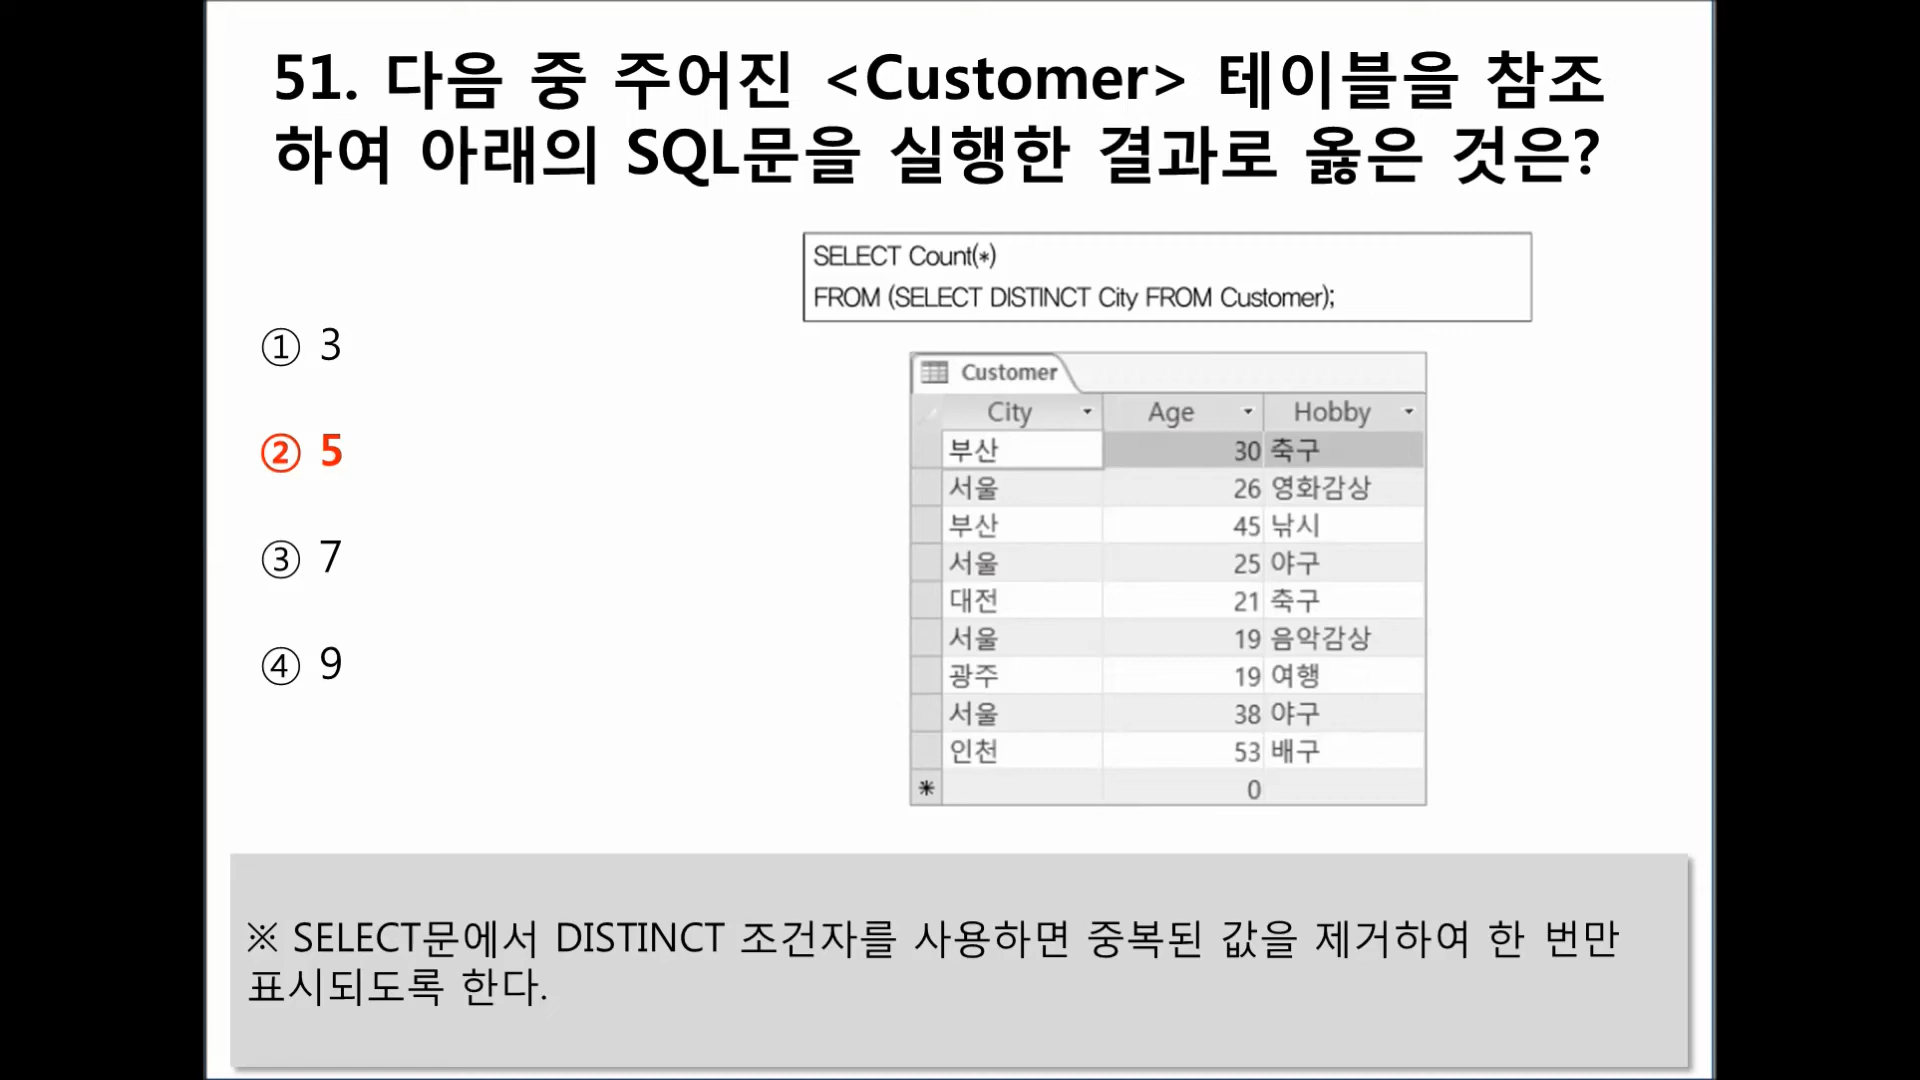 51. 다음 중 주어진 <Customer> 테이블을 참조
하여 아래의 SQL문을 실행한 결과로 옳은 것은?
SELECT Count(*)
FROM (SELECT DISTINCT City FROM Customer);
① 3
② 5
③ 7
④ 9
Customer
City Age Hobby
부산 30 축구
서울 26 영화감상
부산 45 낚시
서울 25 야구
대전 21 축구
서울 19 음악감상
광주 19 여행
서울 38 야구
인천 53 배구
* 0
※ SELECT문에서 DISTINCT 조건자를 사용하면 중복된 값을 제거하여 한 번만
표시되도록 한다.